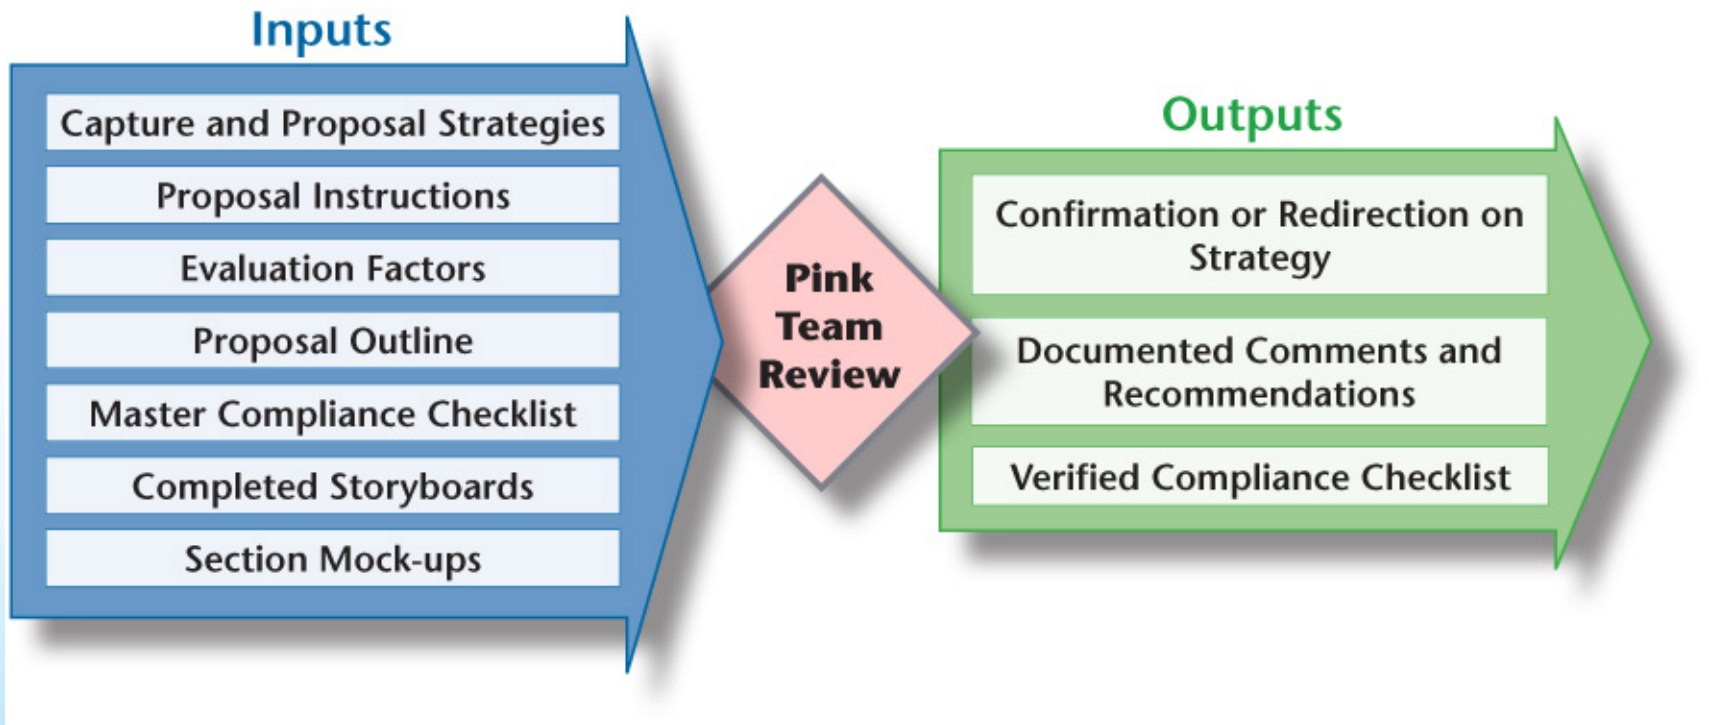 Inputs
Capture and Proposal Strategies
Proposal Instructions
Evaluation Factors
Proposal Outline
Master Compliance Checklist
Completed Storyboards
Section Mock-ups
Pink
Team
Review
Outputs
Confirmation or Redirection on
Strategy
Documented Comments and
Recommendations
Verified Compliance Checklist